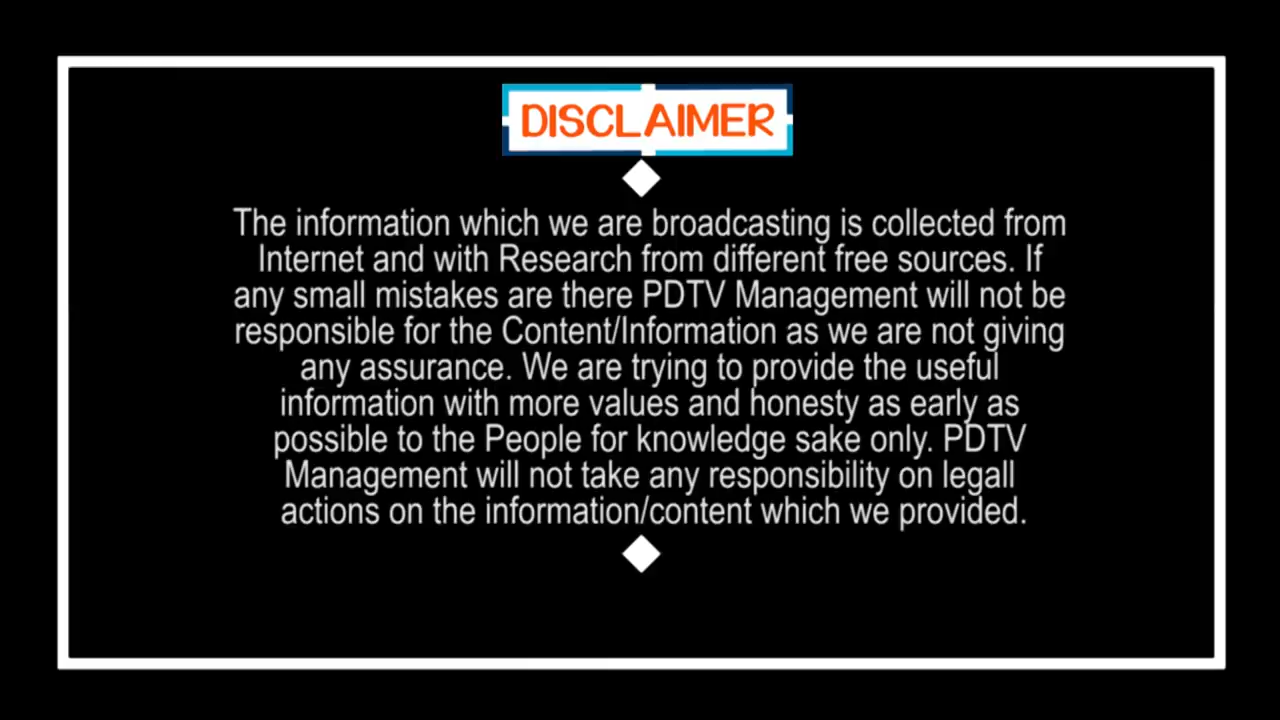 DISCLAIMER
The information which we are broadcasting is collected from
Internet and with Research from different free sources. If
any small mistakes are there PDTV Management will not be
responsible for the Content/Information as we are not giving
any assurance. We are trying to provide the useful
information with more values and honesty as early as
possible to the People for knowledge sake only. PDTV
Management will not take any responsibility on legall
actions on the information/content which we provided.